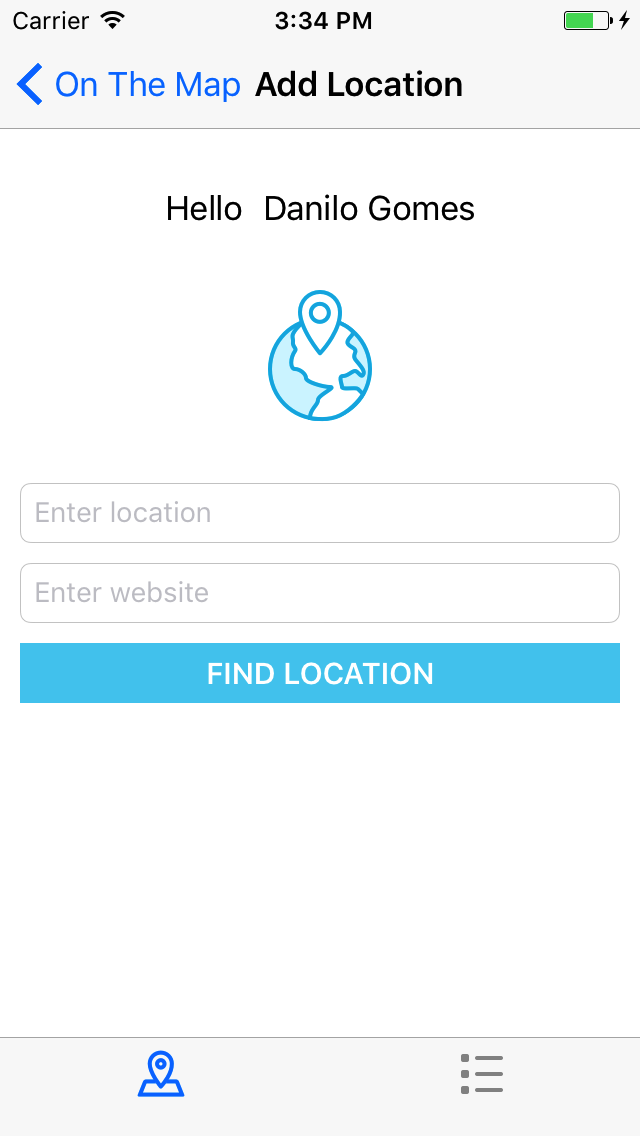 Carrier 3:34 PM
On The Map Add Location
Hello Danilo Gomes
Enter location
Enter website
FIND LOCATION